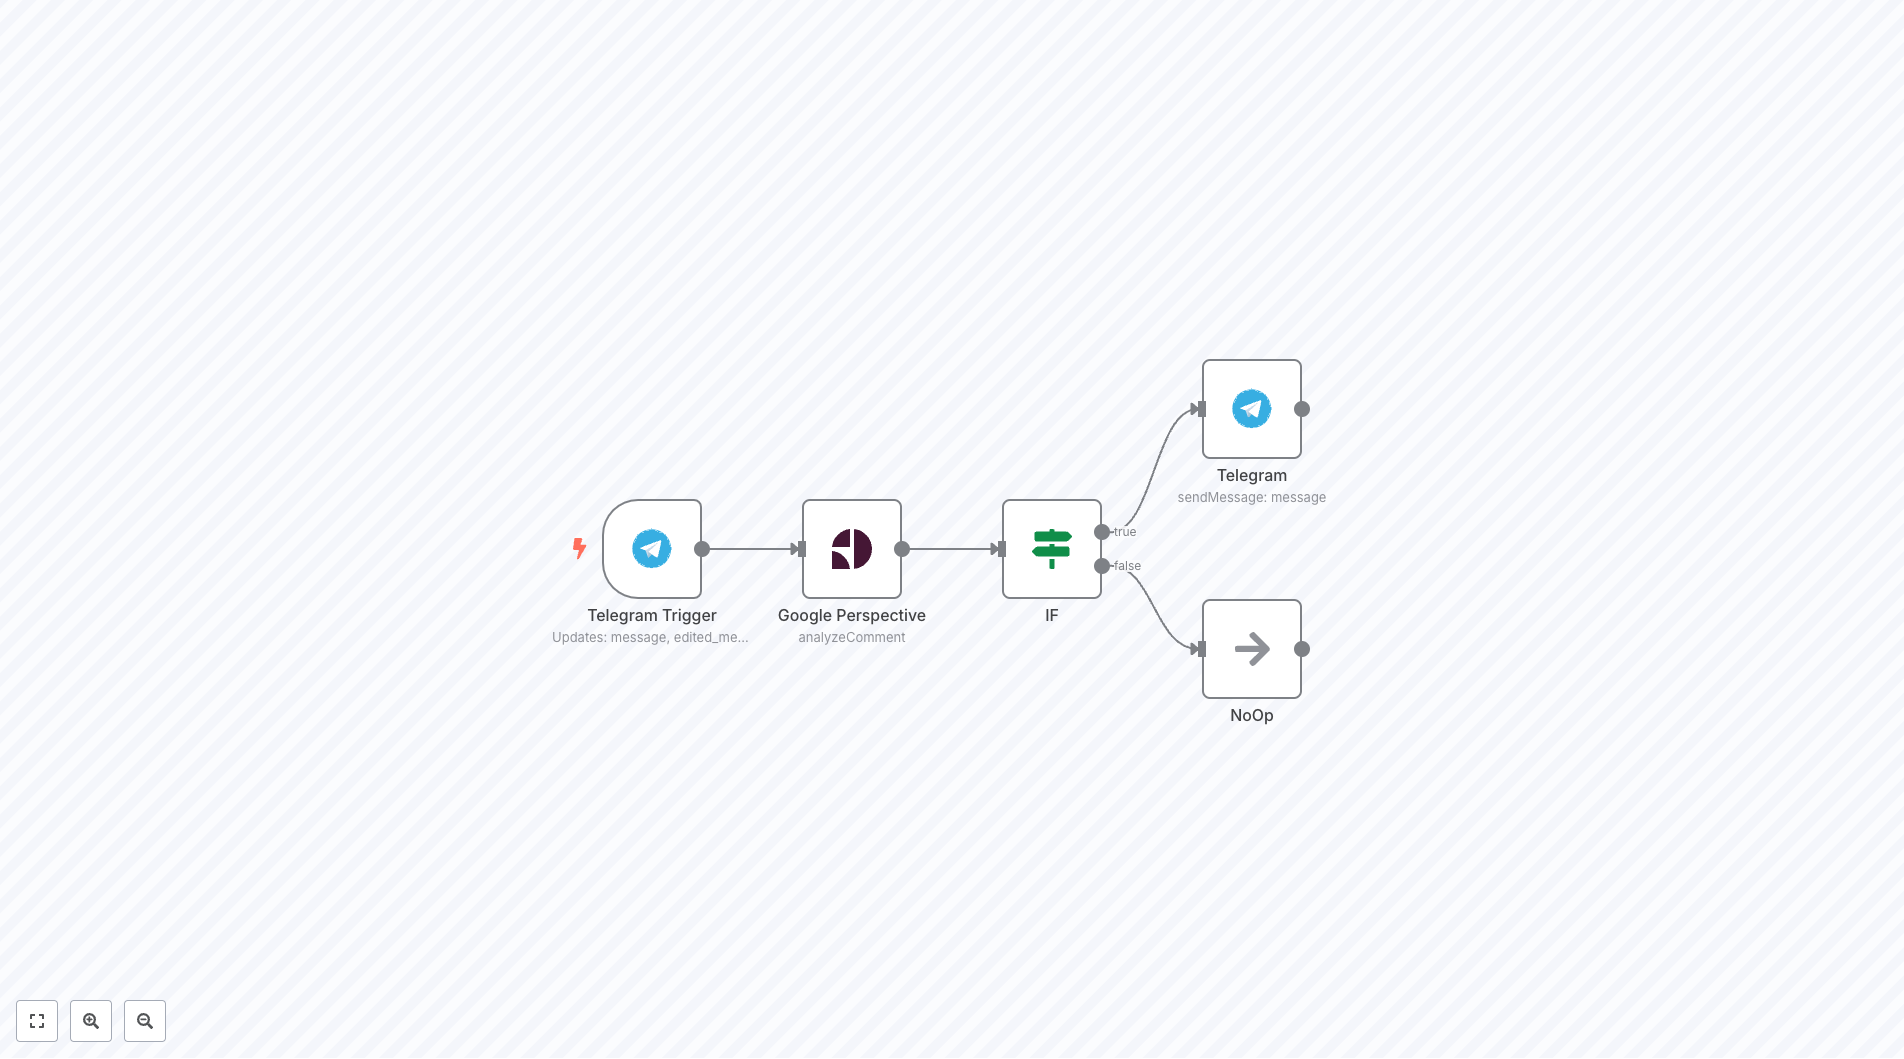 Telegram
sendMessage: message
true
false
Telegram Trigger
Updates: message, edited_me...
Google Perspective
analyzeComment
IF
NoOp